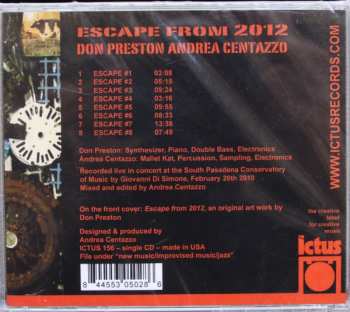 ESCAPE FROM 2012
DON PRESTON ANDREA CENTAZZO
1 ESCAPE #1 02:08
2 ESCAPE #2 05:19
3 ESCAPE #3 09:24
4 ESCAPE #4 03:16
5 ESCAPE #5 09:55
6 ESCAPE #6 08:33
7 ESCAPE #7 13:38
8 ESCAPE #8 07:49
Don Preston: Synthesizer, Piano, Double Bass, Electronics
Andrea Centazzo: Mallet Kat, Percussion, Sampling, Electronics
Recorded live in concert at the South Pasadena Conservatory
of Music by Giovanni Di Simone, February 26th 2010
Mixed and edited by Andrea Centazzo
On the front cover: Escape from 2012, an original art work by
Don Preston
Designed & produced by
Andrea Centazzo
ICTUS 156 – single CD – made in USA
File under "new music/improvised music/jazz"
8 44553 05028 6
WWW.ICTUSRECORDS.COM
the creative
label
for creative
music
ictus